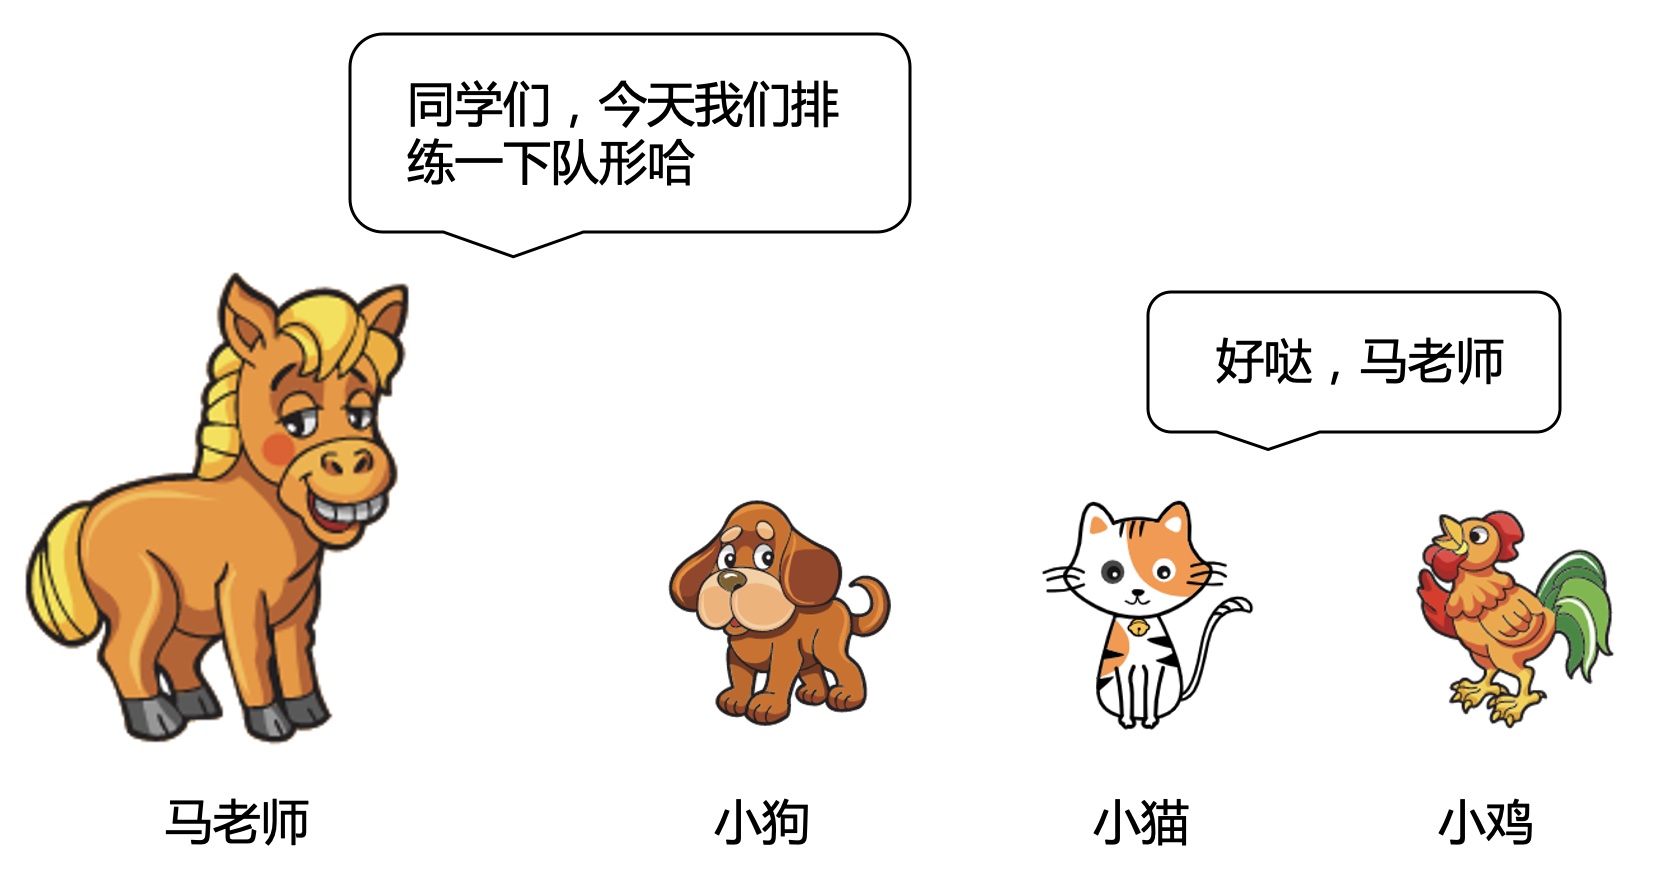 同学们，今天我们排
练一下队形哈
好哒，马老师
马老师
小狗
小猫
小鸡